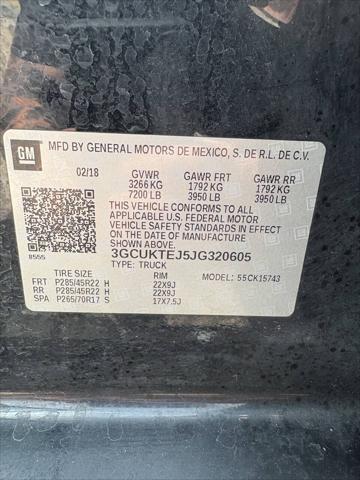 GM
MFD BY GENERAL MOTORS DE MEXICO, S. DE R.L. DE C.V.
02/18 GVWR GAWR FRT GAWR RR
3266 KG 1792 KG 1792 KG
7200 LB 3950 LB 3950 LB
THIS VEHICLE CONFORMS TO ALL
APPLICABLE U.S. FEDERAL MOTOR
VEHICLE SAFETY STANDARDS IN EFFECT
ON THE DATE OF MANUFACTURE SHOWN ABOVE.
8555 3GCUKTEJ5JG320605
TYPE: TRUCK
TIRE SIZE RIM MODEL: 55CK15743
FRT P285/45R22 H 22X9J
RR P285/45R22 H 22X9J
SPA P265/70R17 S 17X7.5J